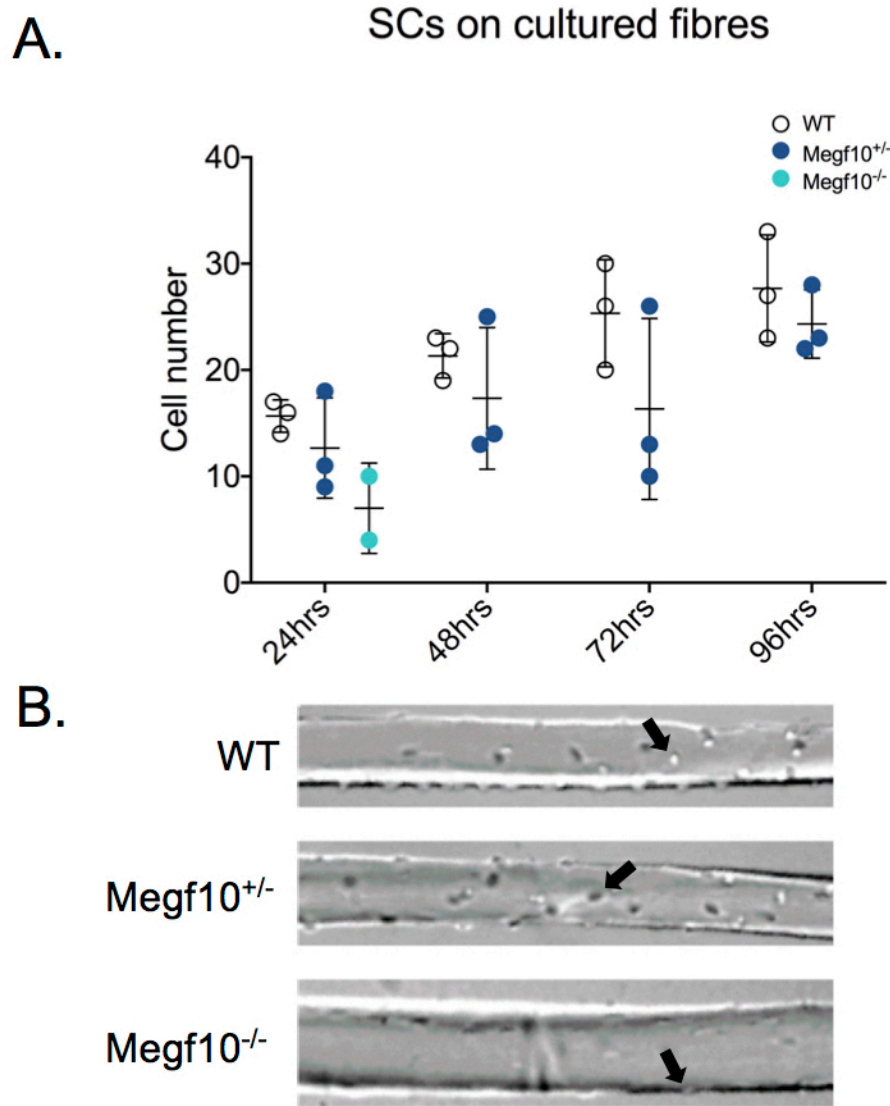 A.
SCs on cultured fibres
WT
Megf10+/-
Megf10-/-
40
30
20
10
0
Cell number
24hrs
48hrs
72hrs
96hrs
B.
WT
Megf10+/-
Megf10-/-